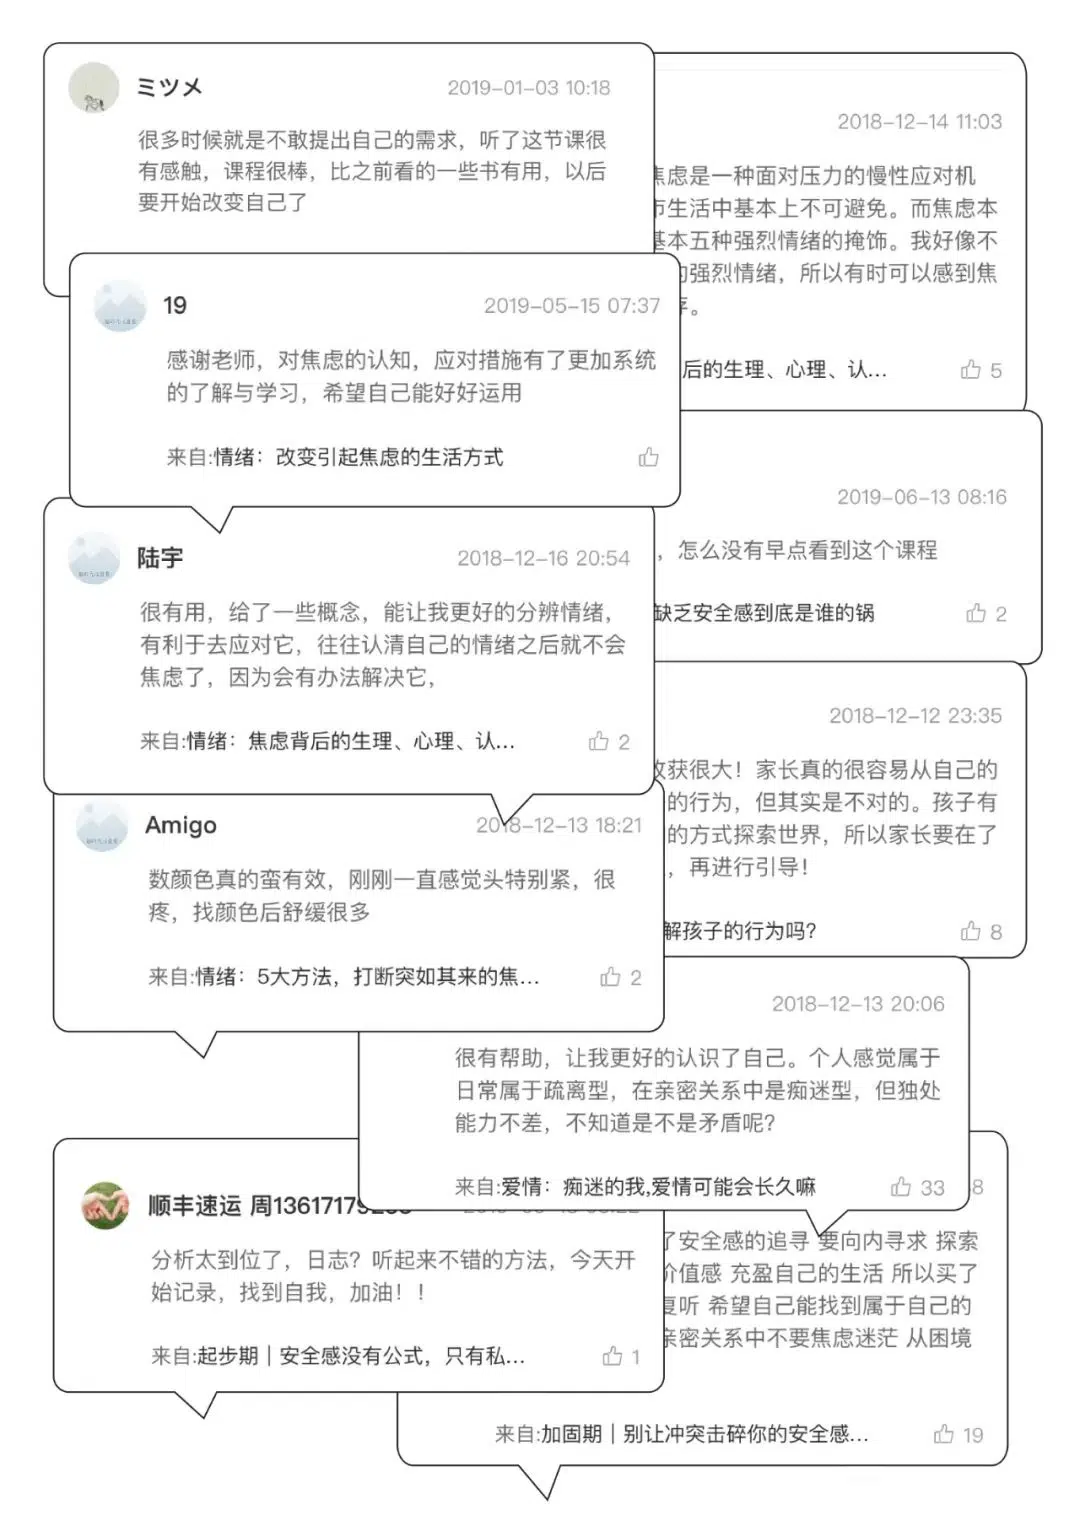 ミツメ
2019-01-03 10:18
很多时候就是不敢提出自己的需求，听了这节课很
有感触，课程很棒，比之前看的一些书有用，以后
要开始改变自己了
2018-12-14 11:03
焦虑是一种面对压力的慢性应对机
市生活中基本上不可避免。而焦虑本
基本五种强烈情绪的掩饰。我好像不
的强烈情绪，所以有时可以感到焦
存。
后的生理、心理、认...
5
19
2019-05-15 07:37
感谢老师，对焦虑的认知，应对措施有了更加系统
的了解与学习，希望自己能好好运用
来自:情绪：改变引起焦虑的生活方式
2019-06-13 08:16
，怎么没有早点看到这个课程
缺乏安全感到底是谁的锅
2
陆宇
2018-12-16 20:54
很有用，给了一些概念，能让我更好的分辨情绪，
有利于去应对它，往往认清自己的情绪之后就不会
焦虑了，因为会有办法解决它，
来自:情绪：焦虑背后的生理、心理、认...
2
2018-12-12 23:35
收获很大！家长真的很容易从自己的
的行为，但其实是不对的。孩子有
的方式探索世界，所以家长要在了
，再进行引导！
解孩子的行为吗？
8
Amigo
2018-12-13 18:21
数颜色真的蛮有效，刚刚一直感觉头特别紧，很
疼，找颜色后舒缓很多
来自:情绪：5大方法，打断突如其来的焦...
2
2018-12-13 20:06
很有帮助，让我更好的认识了自己。个人感觉属于
日常属于疏离型，在亲密关系中是痴迷型，但独处
能力不差，不知道是不是矛盾呢？
来自:爱情：痴迷的我,爱情可能会长久嘛
33
顺丰速运 周1361717
分析太到位了，日志？听起来不错的方法，今天开
始记录，找到自我，加油！！
来自:起步期｜安全感没有公式，只有私...
1
8
了安全感的追寻 要向内寻求 探索
价值感 充盈自己的生活 所以买了
复听 希望自己能找到属于自己的
亲密关系中不要焦虑迷茫 从困境
来自:加固期｜别让冲突击碎你的安全感...
19